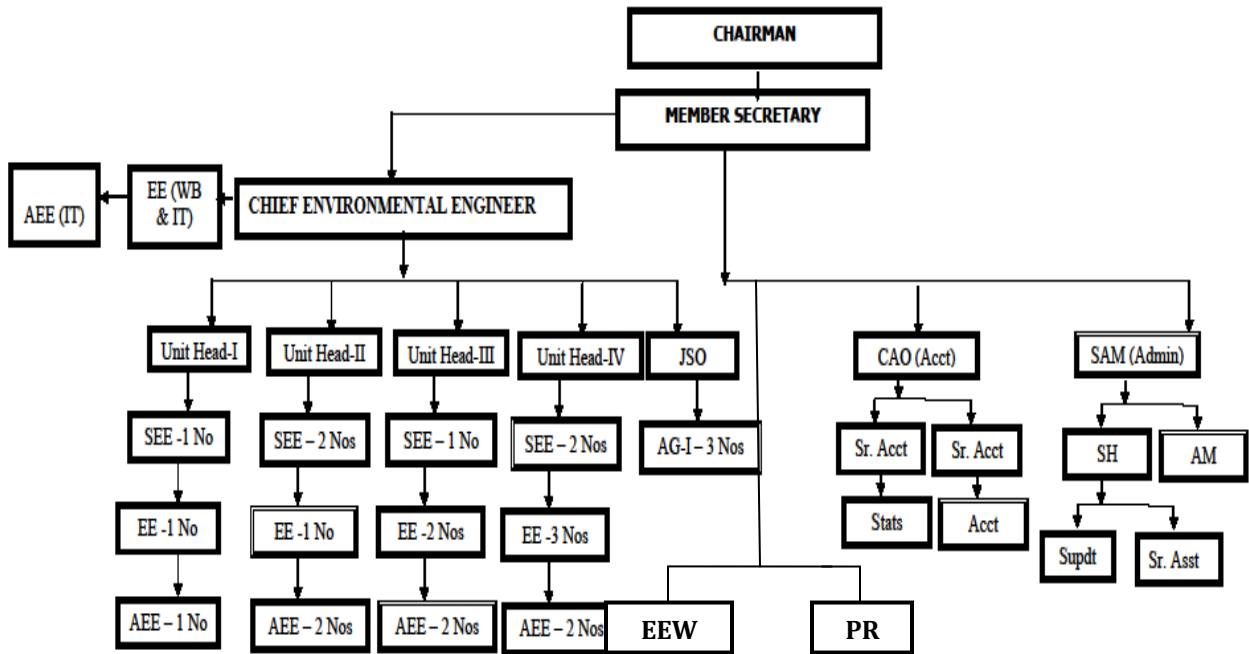 CHAIRMAN
MEMBER SECRETARY
AEE (IT)
EE (WB
& IT)
CHIEF ENVIRONMENTAL ENGINEER
Unit Head-I
Unit Head-II
Unit Head-III
Unit Head-IV
JSO
CAO (Acct)
SAM (Admin)
SEE -1 No
SEE – 2 Nos
SEE – 1 No
SEE – 2 Nos
AG-I – 3 Nos
Sr. Acct
Sr. Acct
SH
AM
EE -1 No
EE -1 No
EE -2 Nos
EE -3 Nos
Stats
Acct
Supdt
Sr. Asst
AEE – 1 No
AEE – 2 Nos
AEE – 2 Nos
AEE – 2 Nos
EEW
PR